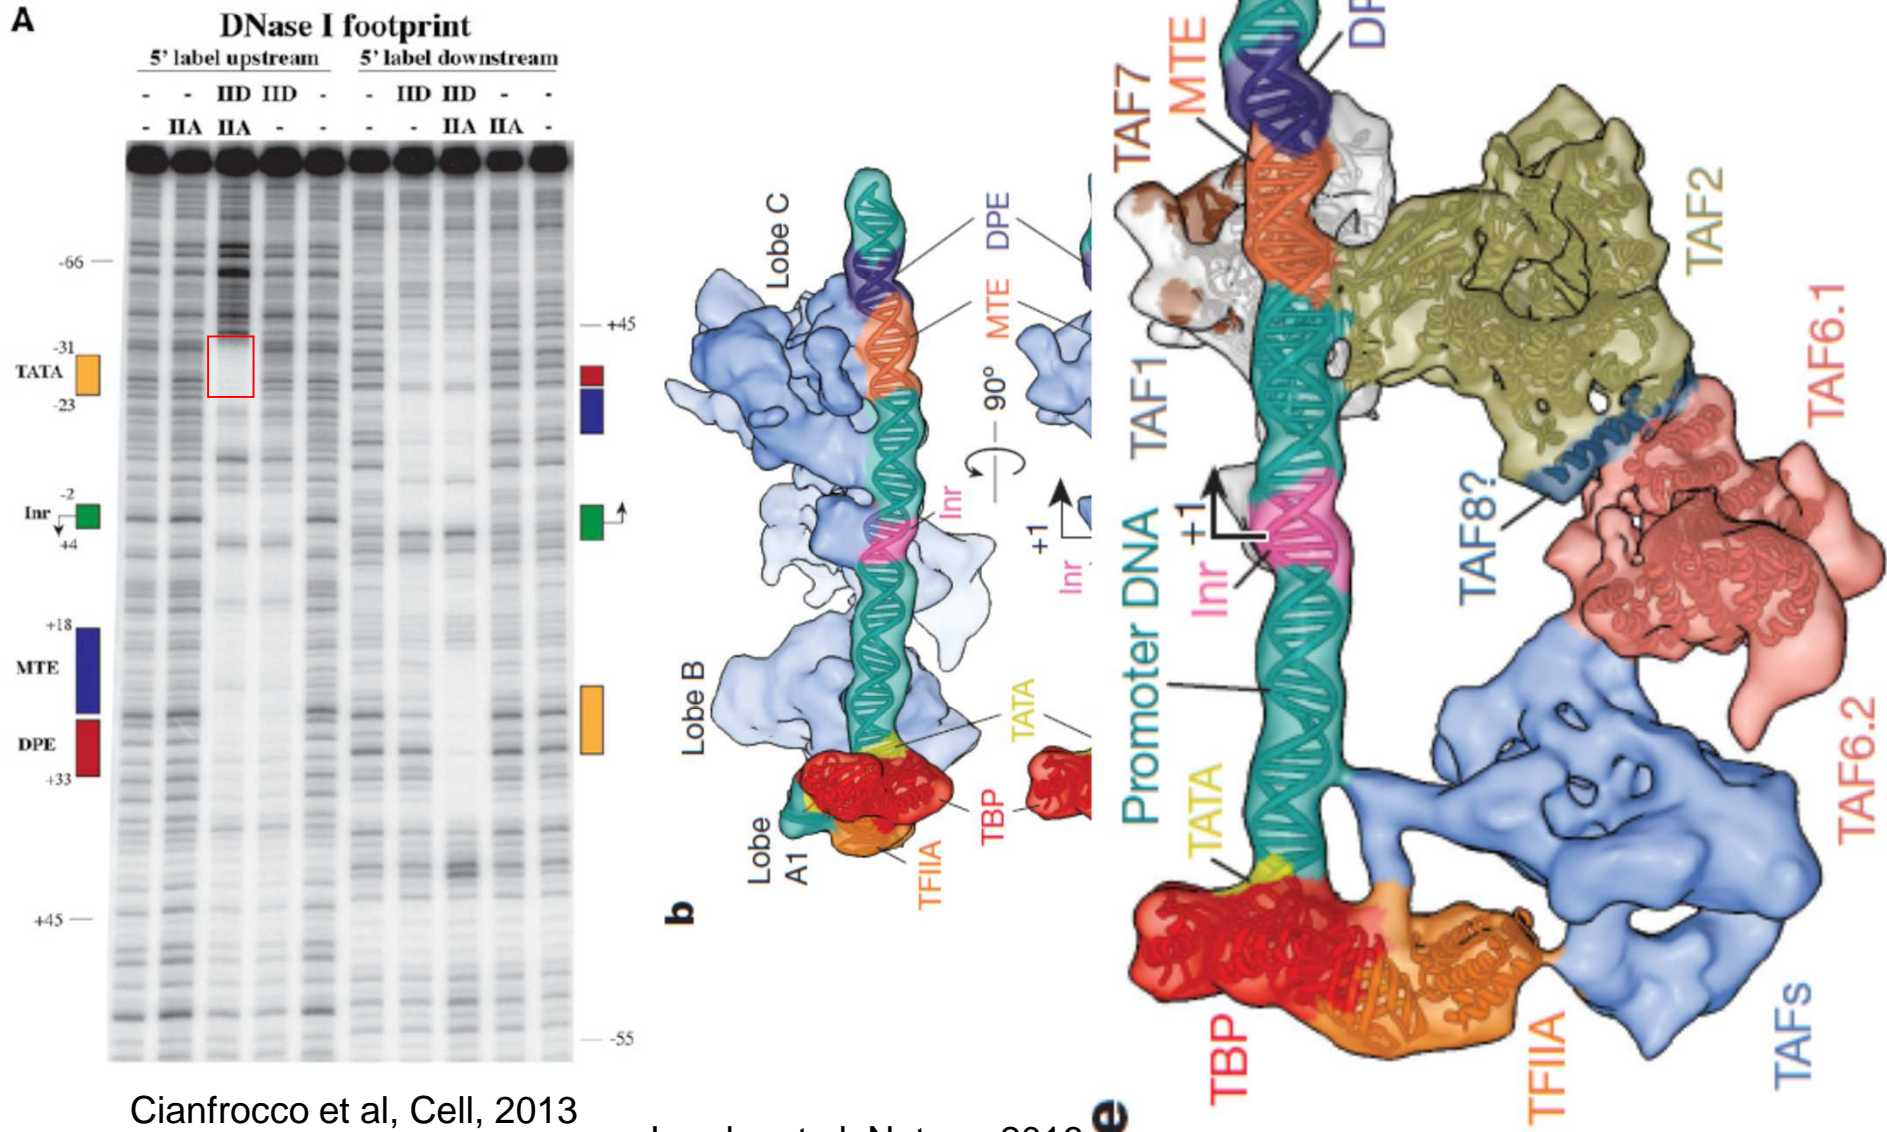 A
DNase I footprint
5' label upstream 5' label downstream
- - IID IID - - IID IID - -
- IIA IIA - - - - IIA IIA -
-66
-31
TATA
-23
-2
Inr
+4
+18
MTE
DPE
+33
+45
+45
-55
Cianfrocco et al, Cell, 2013
b
Lobe C
Lobe B
Lobe
A1
DPE
MTE
90º
Inr
+1
Inr
TATA
TBP
TFIIA
e
TAF7
MTE
TAF1
TAF2
TAF6.1
TAF8?
+1
Inr
Promoter DNA
TATA
TAF6.2
TBP
TFIIA
TAFs